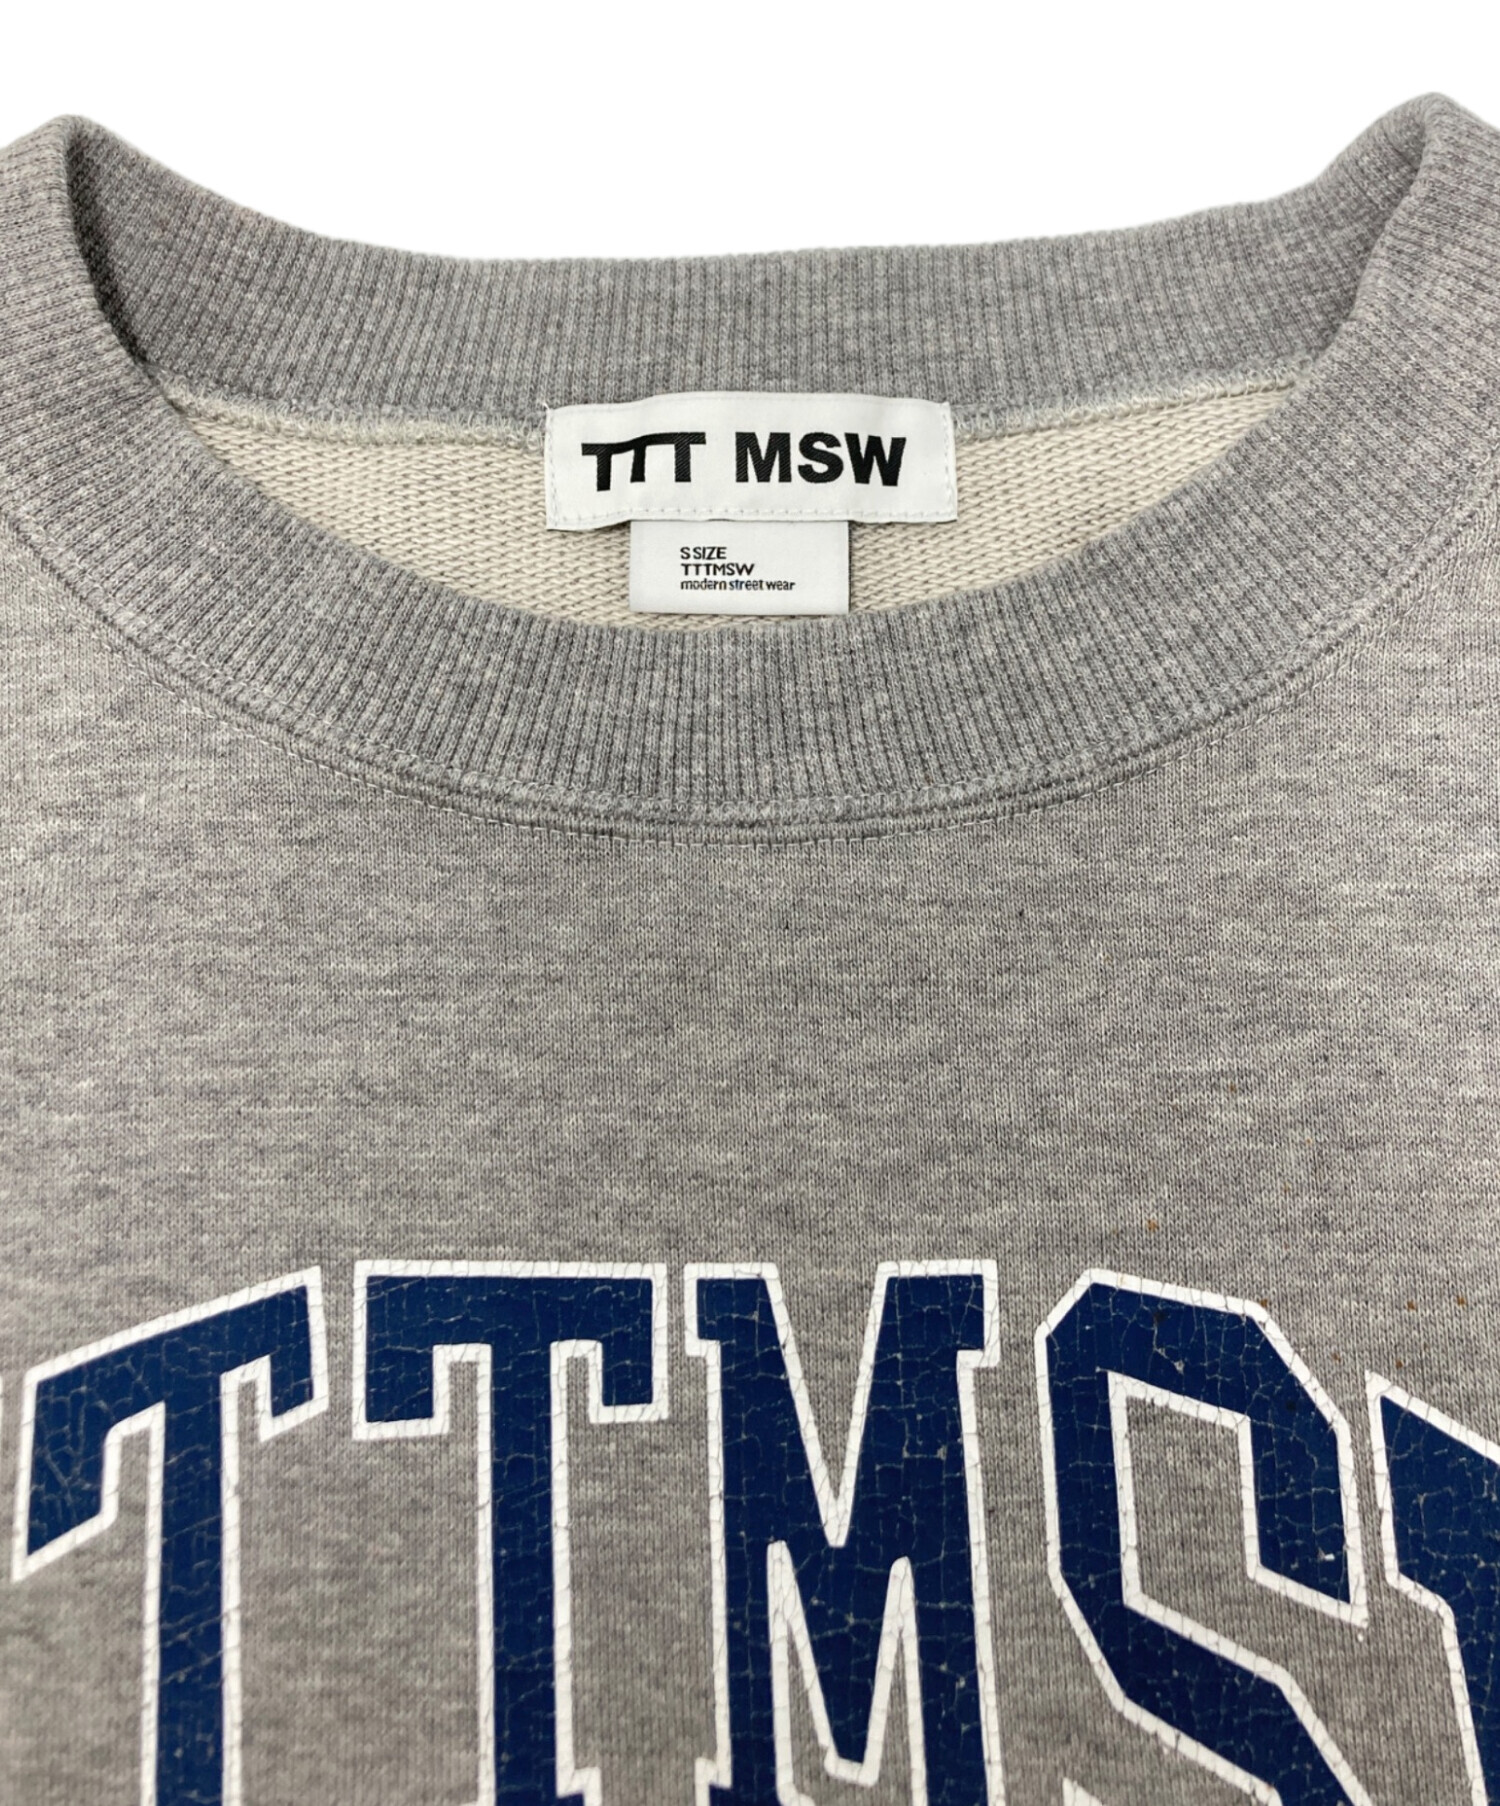 TTT MSW
S SIZE
TTTMSW
modern street wear
TTMS